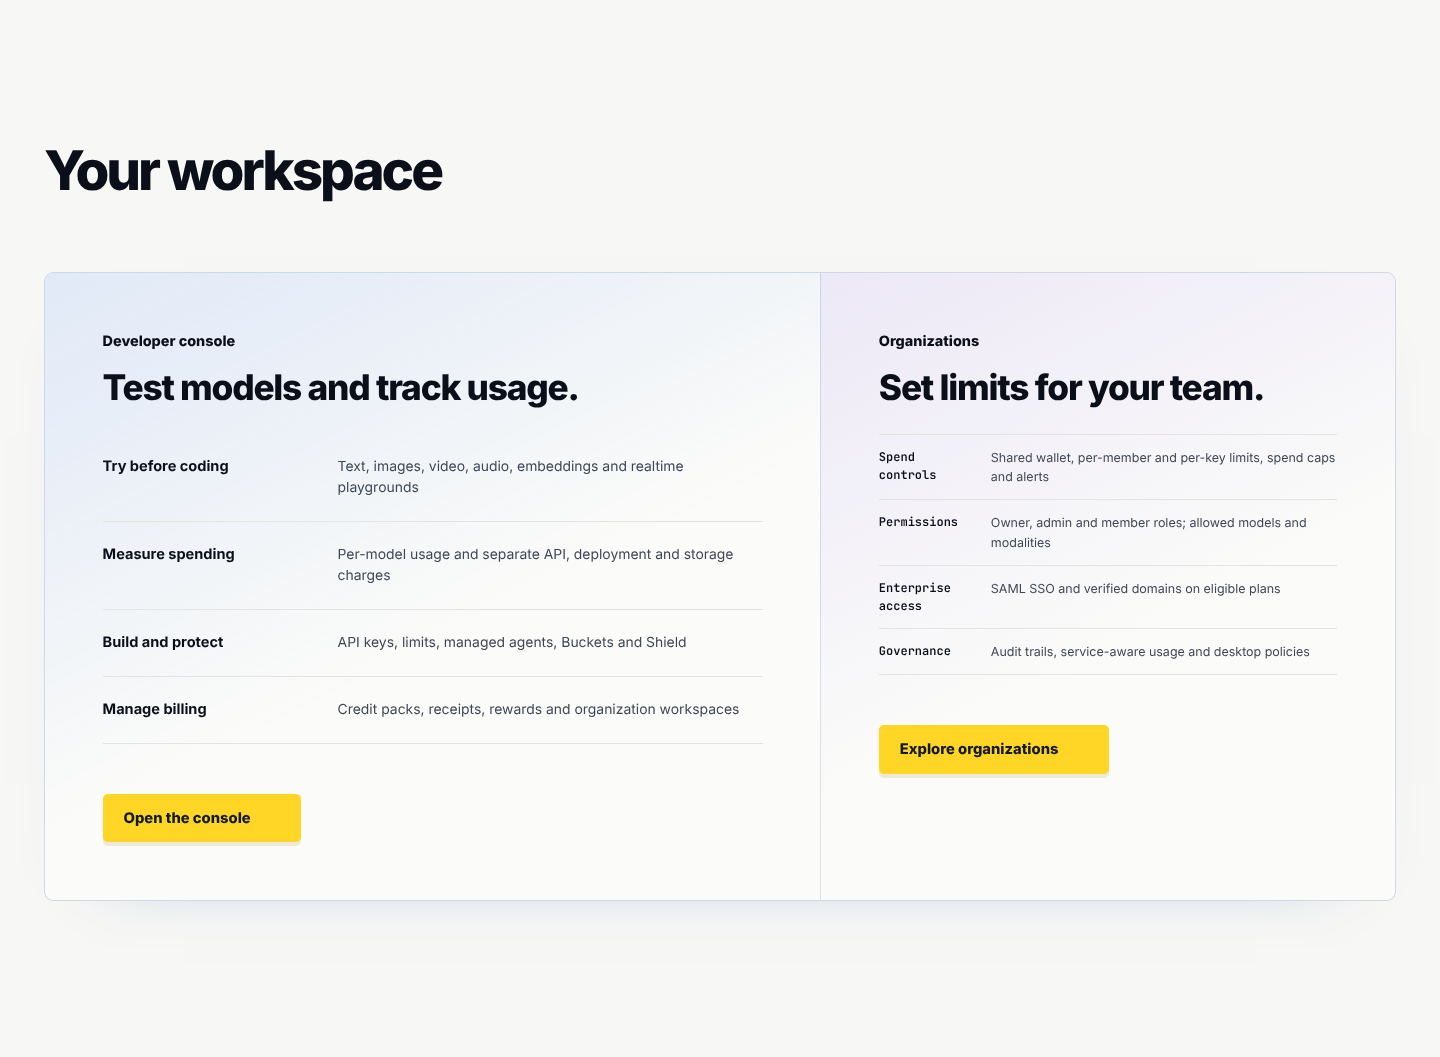 Your workspace
Developer console
Test models and track usage.
Try before coding
Text, images, video, audio, embeddings and realtime
playgrounds
Measure spending
Per-model usage and separate API, deployment and storage
charges
Build and protect
API keys, limits, managed agents, Buckets and Shield
Manage billing
Credit packs, receipts, rewards and organization workspaces
Open the console
Organizations
Set limits for your team.
Spend
controls
Shared wallet, per-member and per-key limits, spend caps
and alerts
Permissions
Owner, admin and member roles; allowed models and
modalities
Enterprise
access
SAML SSO and verified domains on eligible plans
Governance
Audit trails, service-aware usage and desktop policies
Explore organizations